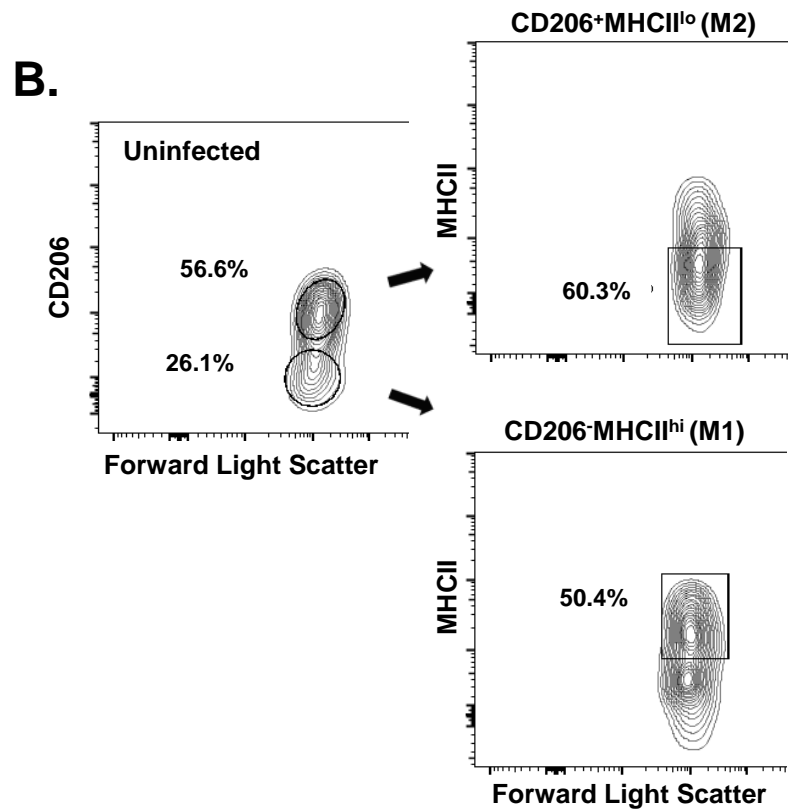 B.
Uninfected
CD206
56.6%
26.1%
Forward Light Scatter
CD206⁺MHCIIˡᵒ (M2)
MHCII
60.3%
CD206⁻MHCIIʰⁱ (M1)
MHCII
50.4%
Forward Light Scatter